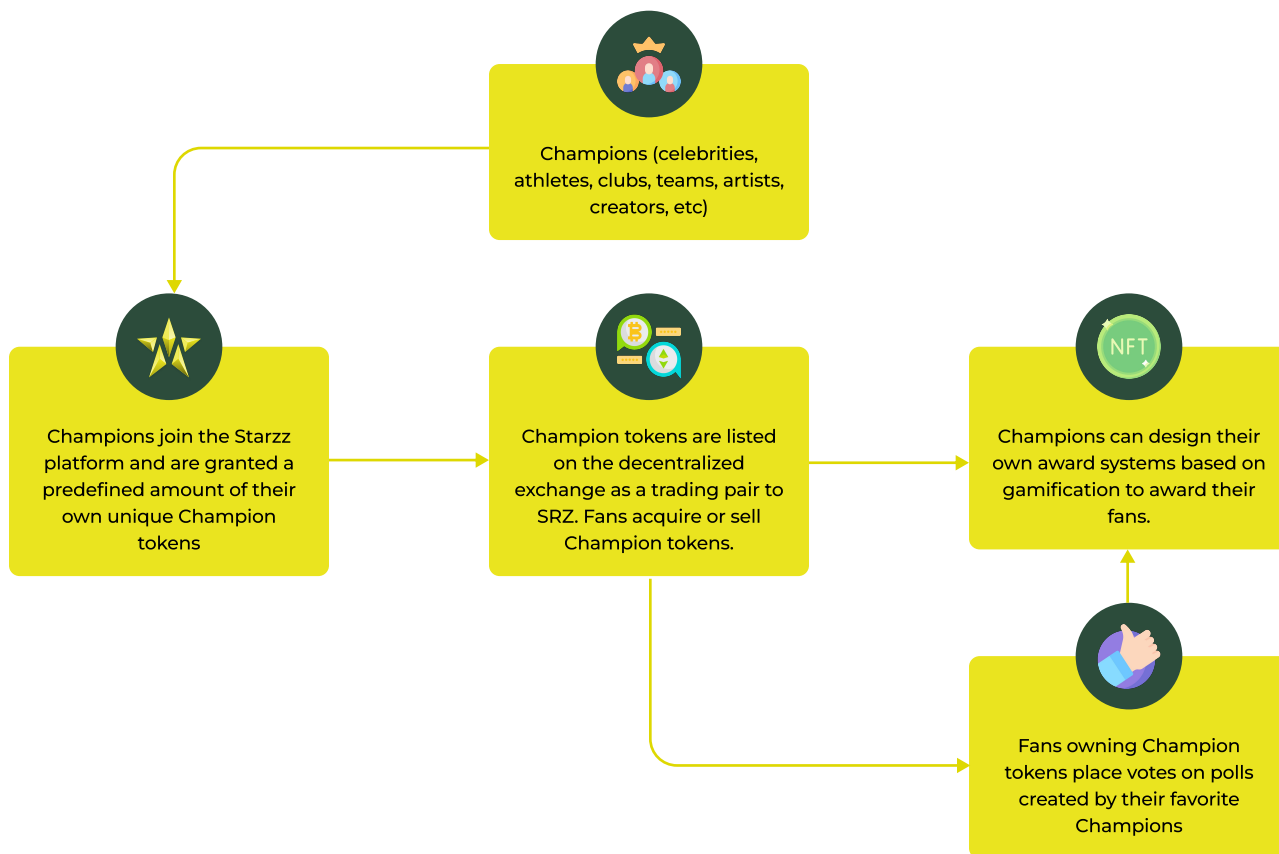 Champions (celebrities,
athletes, clubs, teams, artists,
creators, etc)
Champions join the Starzz
platform and are granted a
predefined amount of their
own unique Champion
tokens
Champion tokens are listed
on the decentralized
exchange as a trading pair to
SRZ. Fans acquire or sell
Champion tokens.
NFT
Champions can design their
own award systems based on
gamification to award their
fans.
Fans owning Champion
tokens place votes on polls
created by their favorite
Champions